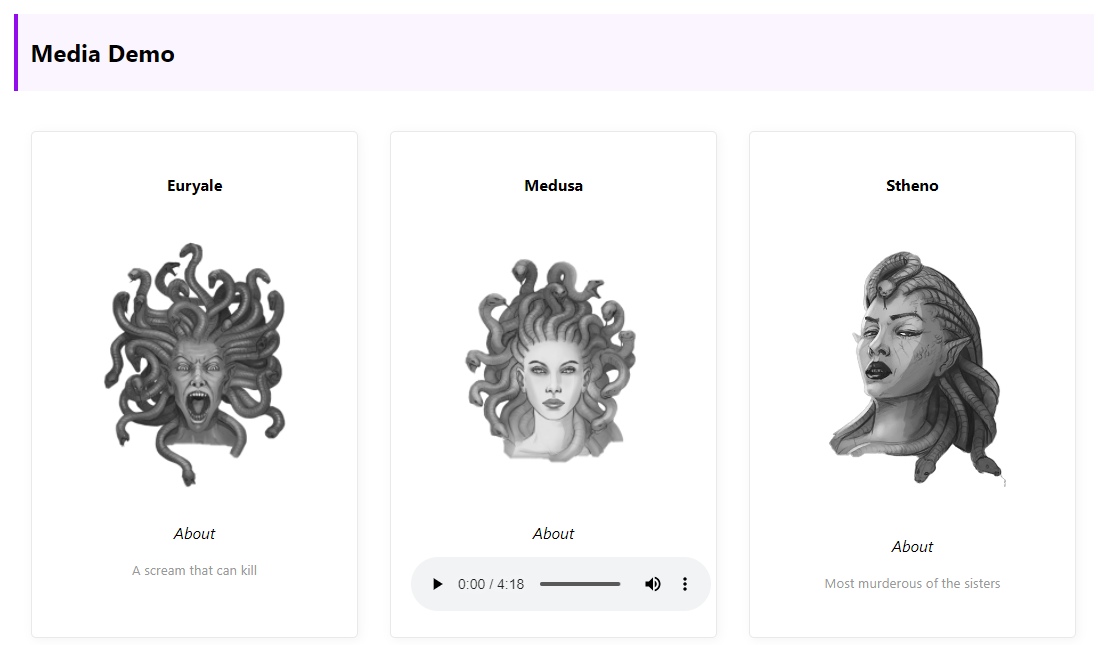 Media Demo
Euryale
Medusa
Stheno
About
A scream that can kill
About
0:00 / 4:18
About
Most murderous of the sisters